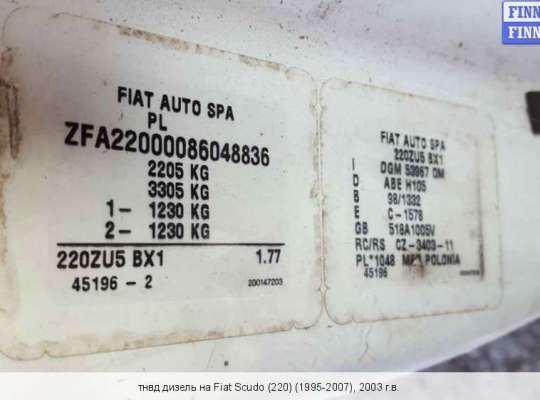 FINN
FINN
FIAT AUTO SPA
PL
ZFA22000086048836
2205 KG
3305 KG
1- 1230 KG
2- 1230 KG
220ZU5 BX1 1.77
45196 - 2 200147203
FIAT AUTO SPA
220ZU5 BX1
I DGM 53967 OM
D ABE H105
B 98/1332
E C-1578
GB 518A1005V
RC/RS CZ-3403-11
PL*1048 POLONIA
45196
тнвд дизель на Fiat Scudo (220) (1995-2007), 2003 г.в.